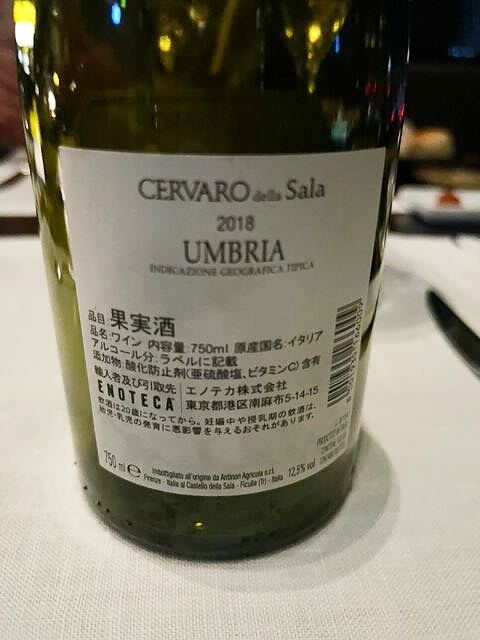 CERVARO della Sala
2018
UMBRIA
INDICAZIONE GEOGRAFICA TIPICA
品目 果実酒
品名:ワイン 内容量:750ml 原産国名:イタリア
アルコール分:ラベルに記載
添加物:酸化防止剤(亜硫酸塩、ビタミンC)含有
輸入者及び引取先
ENOTECA エノテカ株式会社
東京都港区南麻布5-14-15
飲酒は20歳になってから。妊娠中や授乳期の飲酒は、
胎児・乳児の発育に悪影響を与えるおそれがあります。
750 ml e
Imbottigliato all'origine da Antinori Agricola s.r.l.
Firenze - Italia al Castello della Sala - Ficulle (Tr) - Italia
12,5% vol